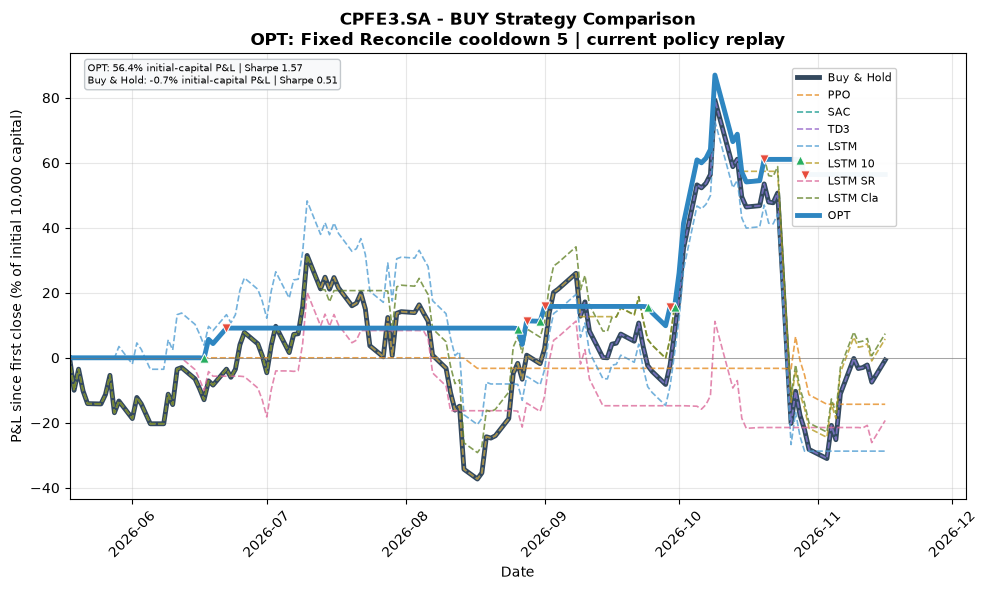 CPFE3.SA - BUY Strategy Comparison
OPT: Fixed Reconcile cooldown 5 | current policy replay
OPT: 56.4% initial-capital P&L | Sharpe 1.57
Buy & Hold: -0.7% initial-capital P&L | Sharpe 0.51
Buy & Hold
PPO
SAC
TD3
LSTM
LSTM 10
LSTM SR
LSTM Cla
OPT
P&L since first close (% of initial 10,000 capital)
80
60
40
20
0
−20
−40
2026-06
2026-07
2026-08
2026-09
2026-10
2026-11
2026-12
Date